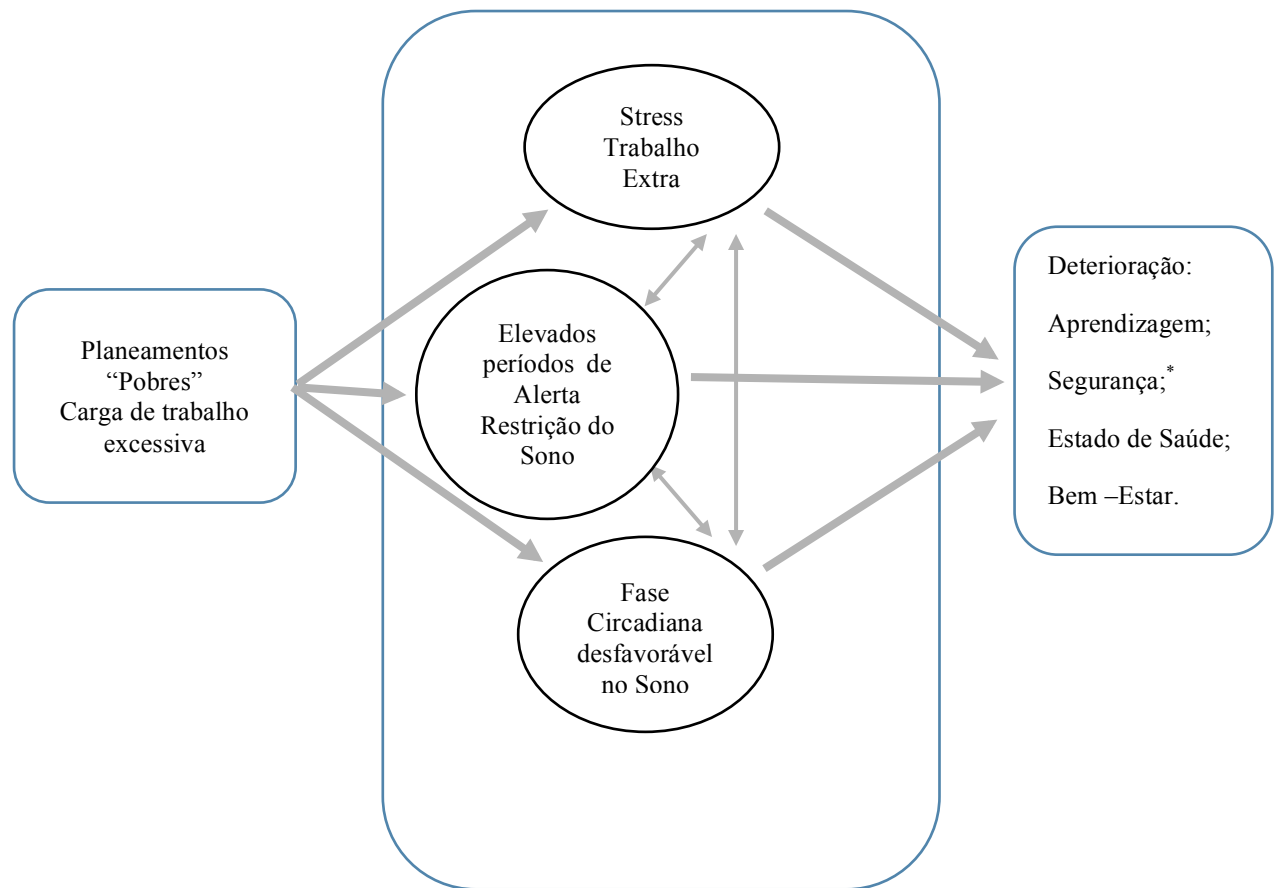 Planeamentos
“Pobres”
Carga de trabalho
excessiva
Stress
Trabalho
Extra
Elevados
períodos de
Alerta
Restrição do
Sono
Fase
Circadiana
desfavorável
no Sono
Deterioração:
Aprendizagem;
Segurança;*
Estado de Saúde;
Bem –Estar.